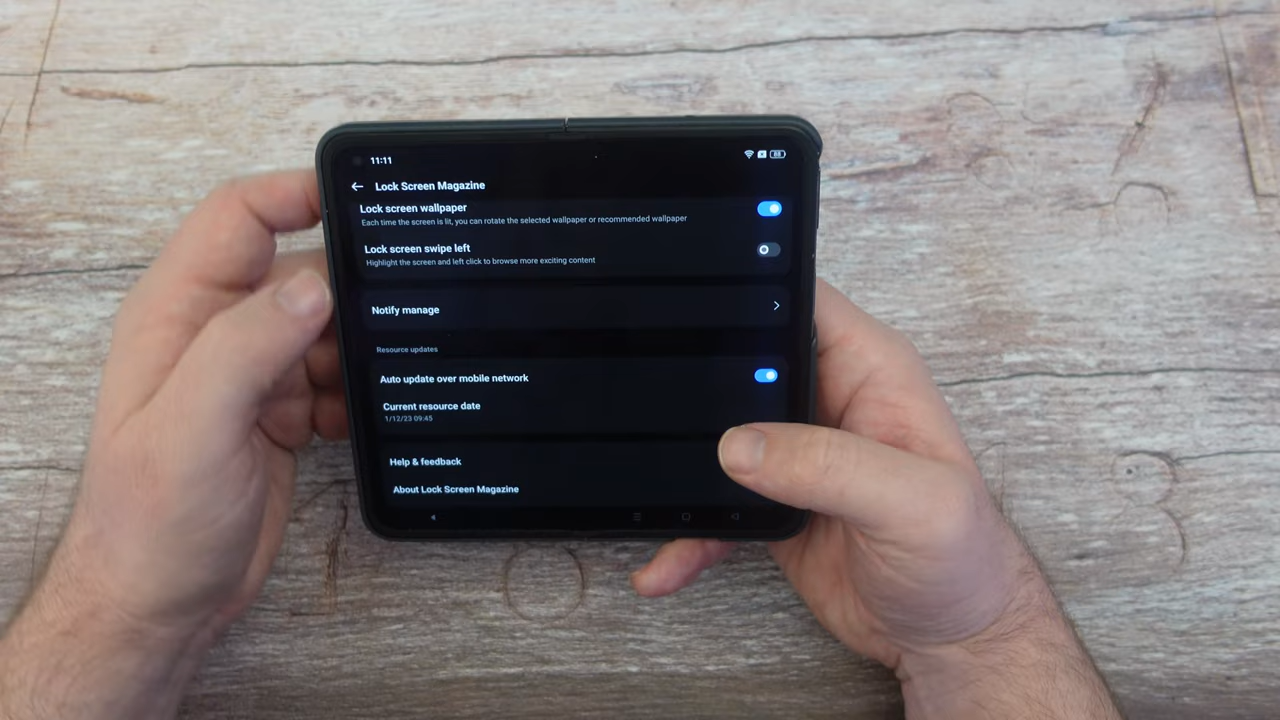 11:11
88
Lock Screen Magazine
Lock screen wallpaper
Each time the screen is lit, you can rotate the selected wallpaper or recommended wallpaper
Lock screen swipe left
Highlight the screen and left click to browse more exciting content
Notify manage
Resource updates
Auto update over mobile network
Current resource date
1/12/23 09:45
Help & feedback
About Lock Screen Magazine